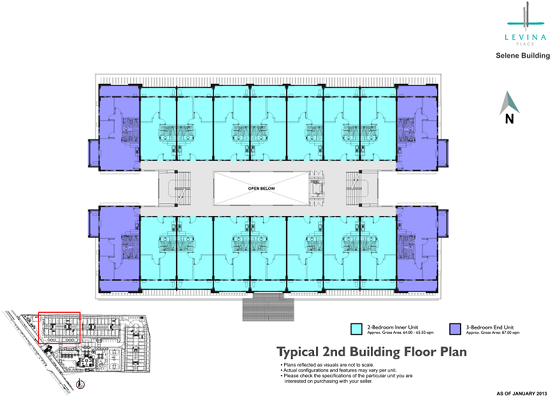 LEVINA
PLACE
Selene Building
N
OPEN BELOW
2-Bedroom Inner Unit
Approx. Gross Area 64.00 - 65.50 sqm
3-Bedroom End Unit
Approx. Gross Area 87.00 sqm
Typical 2nd Building Floor Plan
• Plans reflected as visuals are not to scale.
• Actual configurations and features may vary per unit.
• Please check the specifications of the particular unit you are
interested on purchasing with your seller.
AS OF JANUARY 2013